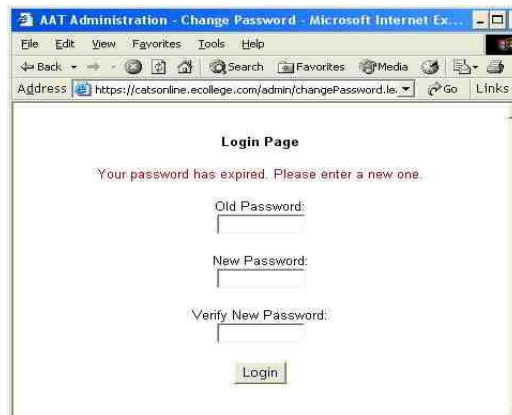 AAT Administration - Change Password - Microsoft Internet Ex...
File Edit View Favorites Tools Help
Back Search Favorites Media
Address https://catsonline.ecollege.com/admin/changePassword.le Go Links
Login Page
Your password has expired. Please enter a new one.
Old Password:
New Password:
Verify New Password:
Login